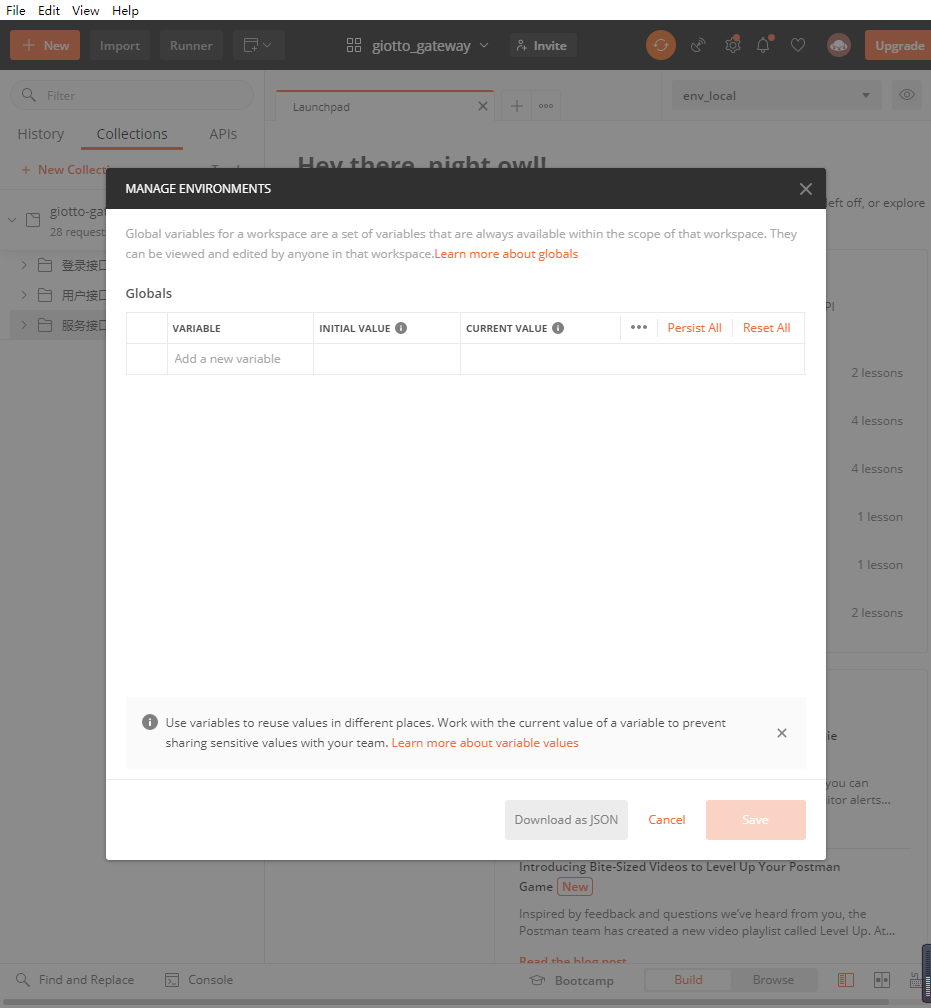 File Edit View Help
+ New Import Runner giotto_gateway Invite Upgrade
Filter
Launchpad
env_local
History Collections APIs
+ New Collecti
Hey there, night owl!
MANAGE ENVIRONMENTS
left off, or explore
giotto-gat
28 request
Global variables for a workspace are a set of variables that are always available within the scope of that workspace. They
can be viewed and edited by anyone in that workspace.Learn more about globals
登录接口
用户接口
服务接口
Globals
PI
VARIABLE INITIAL VALUE CURRENT VALUE Persist All Reset All
Add a new variable
2 lessons
4 lessons
4 lessons
1 lesson
1 lesson
2 lessons
Use variables to reuse values in different places. Work with the current value of a variable to prevent
sharing sensitive values with your team. Learn more about variable values
ie
you can
itor alerts...
Download as JSON Cancel Save
Introducing Bite-Sized Videos to Level Up Your Postman
Game New
Inspired by feedback and questions we've heard from you, the
Postman team has created a new video playlist called Level Up. At...
Read the blog post
Find and Replace Console Bootcamp Build Browse